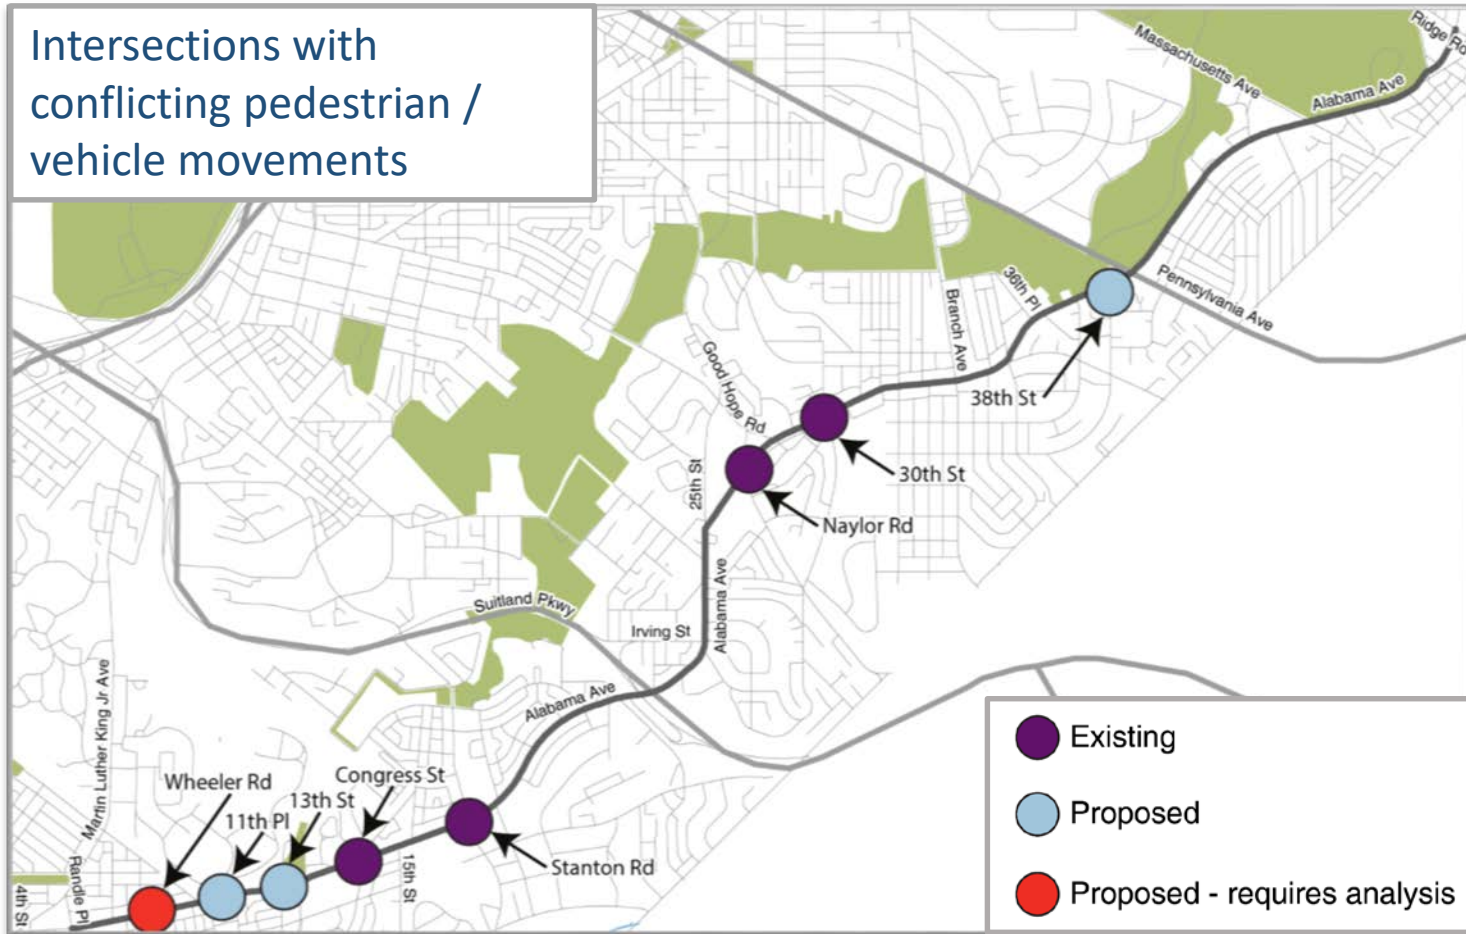 Intersections with
conflicting pedestrian /
vehicle movements
Ridge Rd
Massachusetts Ave
Alabama Ave
Pennsylvania Ave
36th Pl
Branch Ave
38th St
Good Hope Rd
30th St
25th St
Naylor Rd
Alabama Ave
Suitland Pkwy
Irving St
Alabama Ave
Martin Luther King Jr Ave
Wheeler Rd
Congress St
13th St
11th Pl
Stanton Rd
15th St
Randle Pl
4th St
Existing
Proposed
Proposed - requires analysis